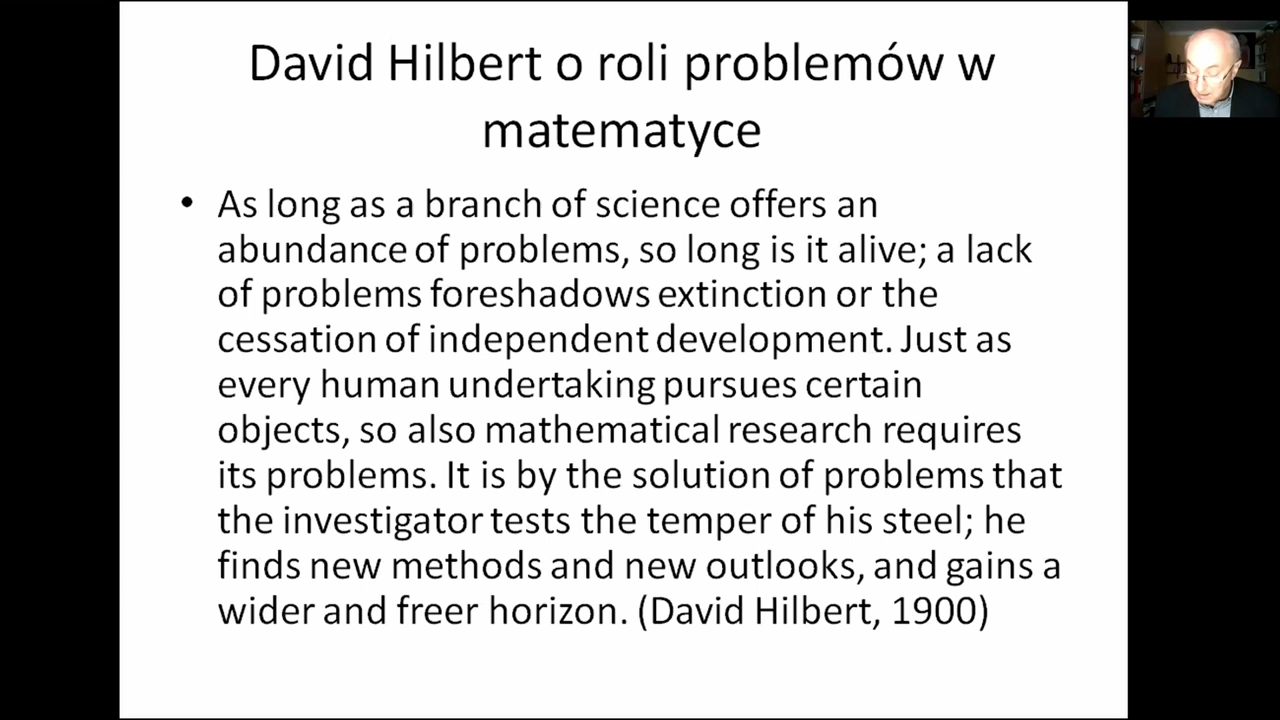 David Hilbert o roli problemów w
matematyce
• As long as a branch of science offers an
abundance of problems, so long is it alive; a lack
of problems foreshadows extinction or the
cessation of independent development. Just as
every human undertaking pursues certain
objects, so also mathematical research requires
its problems. It is by the solution of problems that
the investigator tests the temper of his steel; he
finds new methods and new outlooks, and gains a
wider and freer horizon. (David Hilbert, 1900)